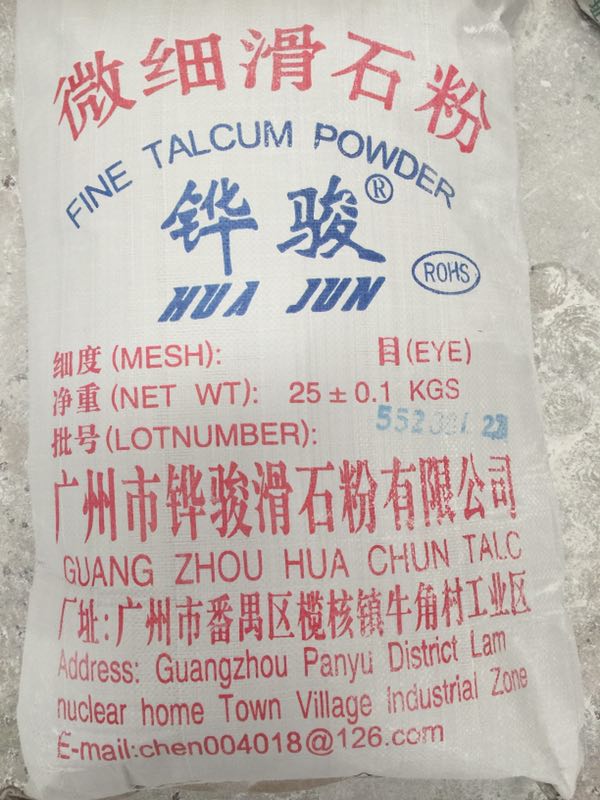 微细滑石粉
FINE TALCUM POWDER
铧骏®
HUA JUN
ROHS
细度(MESH): 目(EYE)
净重(NET WT): 25±0.1 KGS
批号(LOTNUMBER):
广州市铧骏滑石粉有限公司
GUANG ZHOU HUA CHUN TALC
厂址:广州市番禺区榄核镇牛角村工业区
Address: Guangzhou Panyu District Lam
nuclear home Town Village Industrial Zone
E-mail:chen004018@126.com